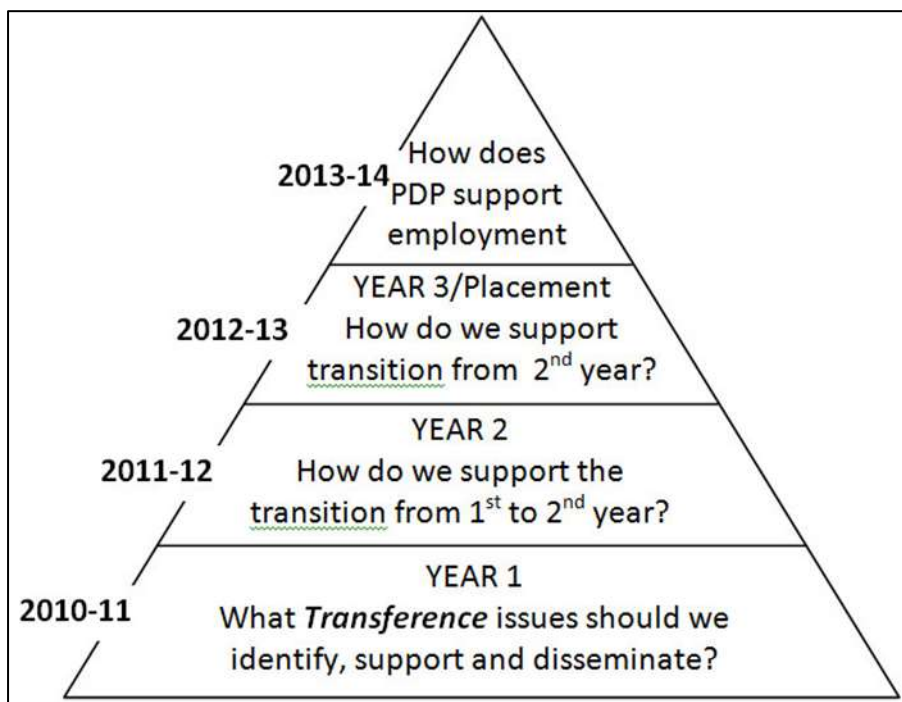 2013-14
How does
PDP support
employment
2012-13
YEAR 3/Placement
How do we support
transition from 2nd year?
2011-12
YEAR 2
How do we support the
transition from 1st to 2nd year?
2010-11
YEAR 1
What Transference issues should we
identify, support and disseminate?